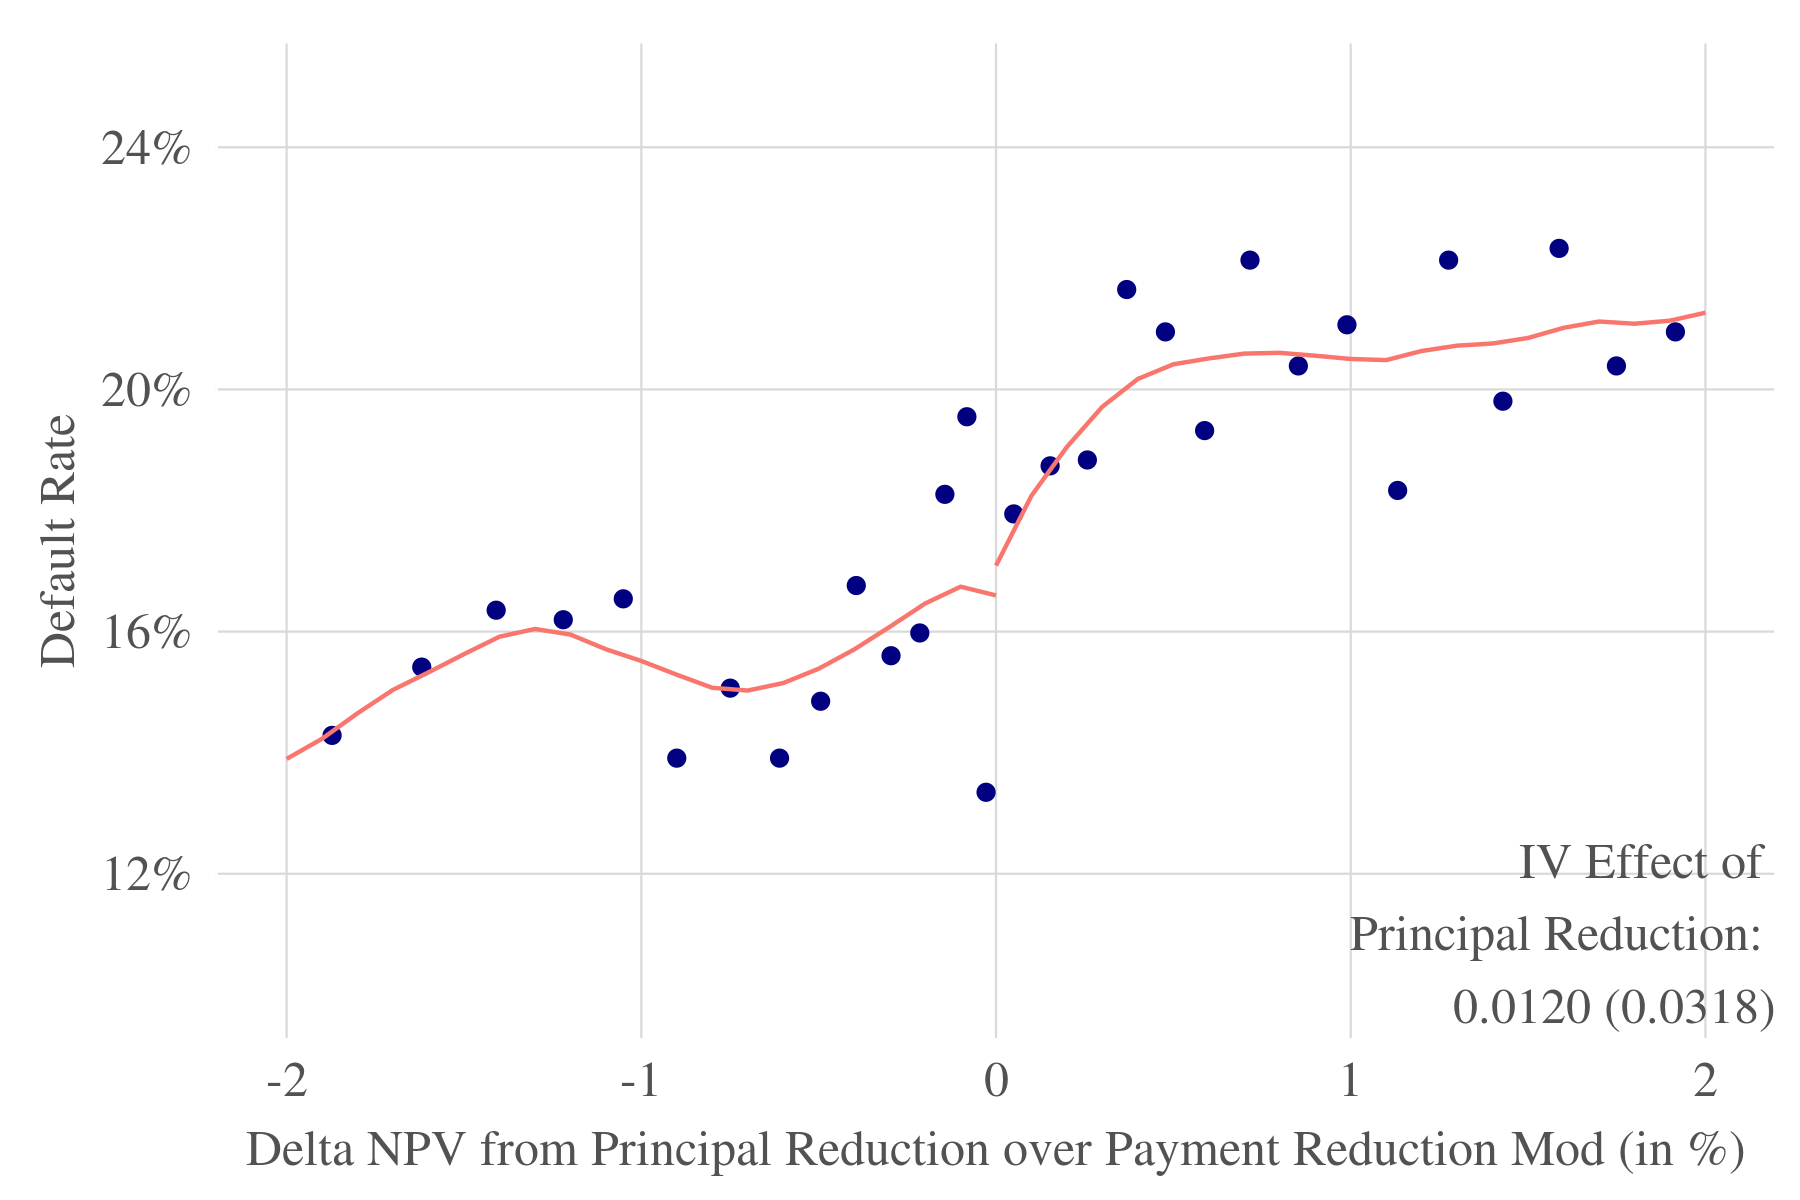 24%
20%
16%
12%
Default Rate
IV Effect of
Principal Reduction:
0.0120 (0.0318)
-2 -1 0 1 2
Delta NPV from Principal Reduction over Payment Reduction Mod (in %)